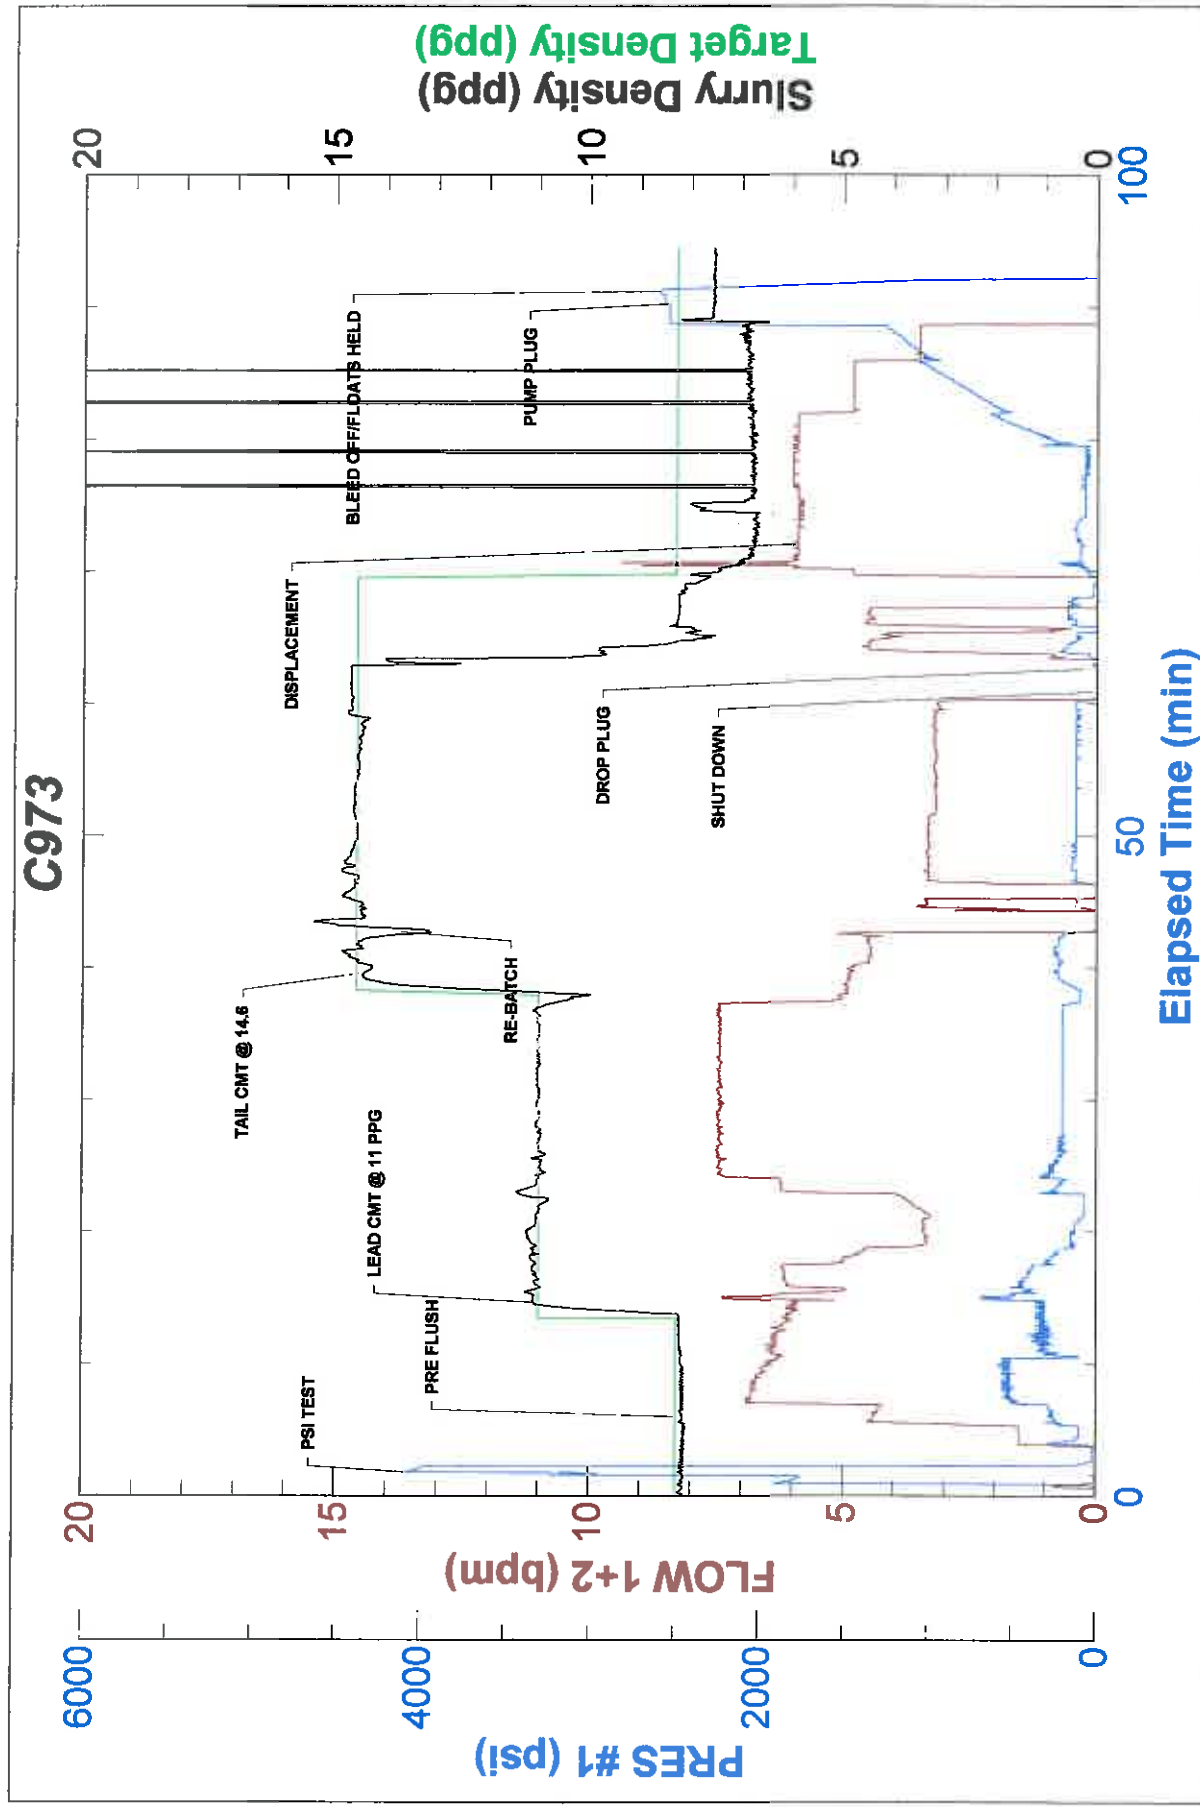 C973
PRES #1 (psi)
6000
4000
2000
0
FLOW 1+2 (bpm)
20
15
10
5
0
PSI TEST
PRE FLUSH
LEAD CMT @ 11 PPG
TAIL CMT @ 14.6
RE-BATCH
SHUT DOWN
DROP PLUG
DISPLACEMENT
PUMP PLUG
BLEED OFF/FLOATS HELD
20
15
10
5
0
Slurry Density (ppg)
Target Density (ppg)
0
50
100
Elapsed Time (min)